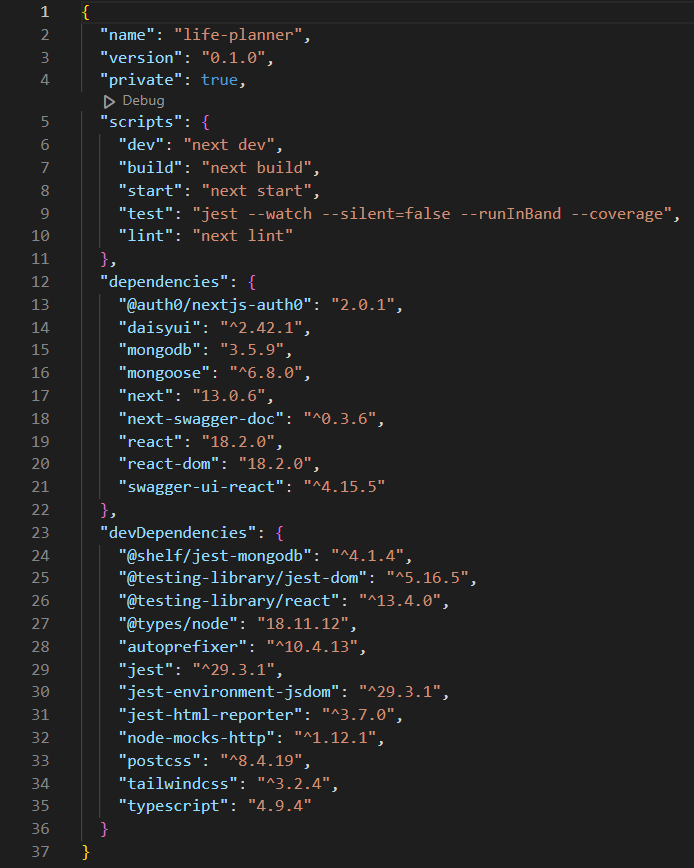 1 {
2 "name": "life-planner",
3 "version": "0.1.0",
4 "private": true,
Debug
5 "scripts": {
6 "dev": "next dev",
7 "build": "next build",
8 "start": "next start",
9 "test": "jest --watch --silent=false --runInBand --coverage",
10 "lint": "next lint"
11 },
12 "dependencies": {
13 "@auth0/nextjs-auth0": "2.0.1",
14 "daisyui": "^2.42.1",
15 "mongodb": "3.5.9",
16 "mongoose": "^6.8.0",
17 "next": "13.0.6",
18 "next-swagger-doc": "^0.3.6",
19 "react": "18.2.0",
20 "react-dom": "18.2.0",
21 "swagger-ui-react": "^4.15.5"
22 },
23 "devDependencies": {
24 "@shelf/jest-mongodb": "^4.1.4",
25 "@testing-library/jest-dom": "^5.16.5",
26 "@testing-library/react": "^13.4.0",
27 "@types/node": "18.11.12",
28 "autoprefixer": "^10.4.13",
29 "jest": "^29.3.1",
30 "jest-environment-jsdom": "^29.3.1",
31 "jest-html-reporter": "^3.7.0",
32 "node-mocks-http": "^1.12.1",
33 "postcss": "^8.4.19",
34 "tailwindcss": "^3.2.4",
35 "typescript": "4.9.4"
36 }
37 }